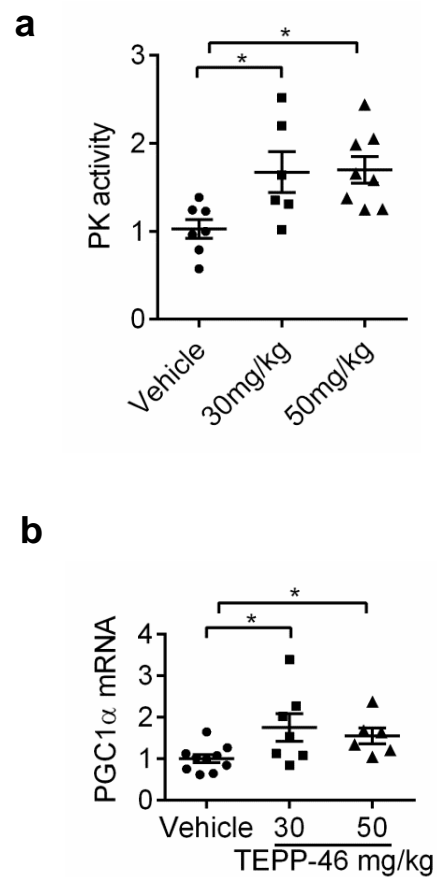 a
*
*
3
2
1
0
PK activity
Vehicle
30mg/kg
50mg/kg
b
*
*
4
3
2
1
0
PGC1α mRNA
Vehicle 30 50
TEPP-46 mg/kg